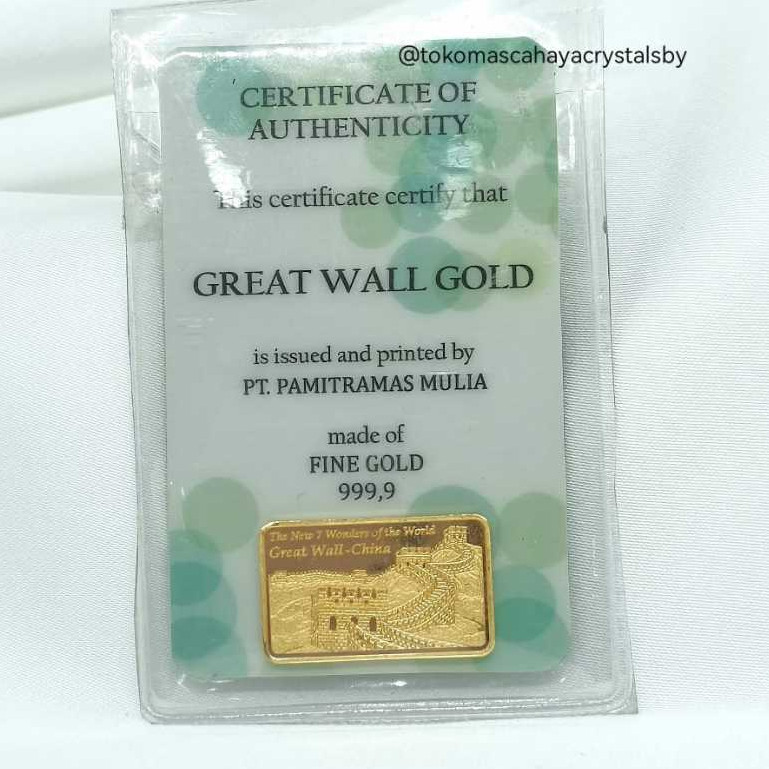 @tokomascahayacrystalsby
CERTIFICATE OF
AUTHENTICITY
This certificate certify that
GREAT WALL GOLD
is issued and printed by
PT. PAMITRAMAS MULIA
made of
FINE GOLD
999,9
The New 7 Wonders of the World
Great Wall-China